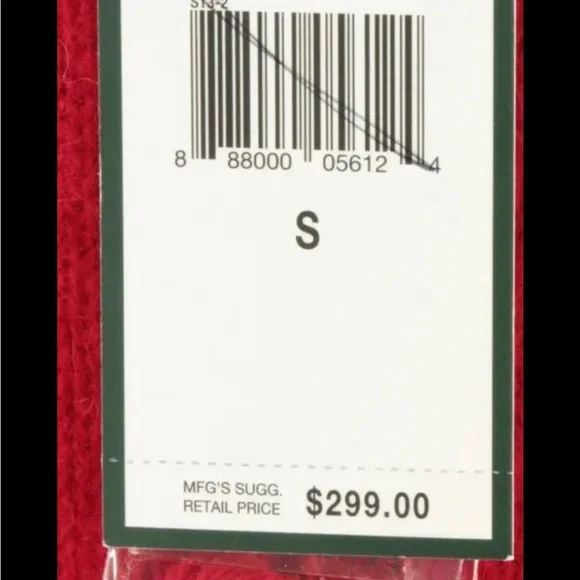 S13-2
8 88000 05612 4
S
MFG'S SUGG.
RETAIL PRICE $299.00